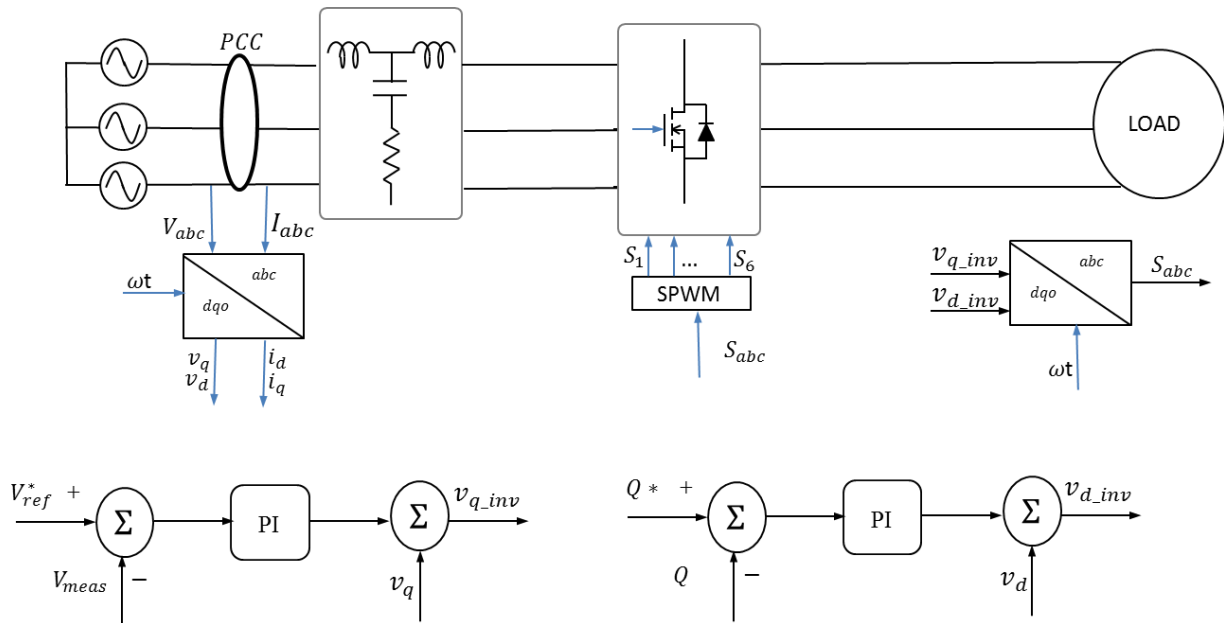 PCC
LOAD
V_abc
I_abc
ωt
abc
dqo
v_q
v_d
i_d
i_q
S_1
...
S_6
SPWM
S_abc
v_q_inv
v_d_inv
abc
dqo
S_abc
ωt
V*_ref +
Σ
PI
Σ
v_q_inv
V_meas −
v_q
Q * +
Σ
PI
Σ
v_d_inv
Q −
v_d